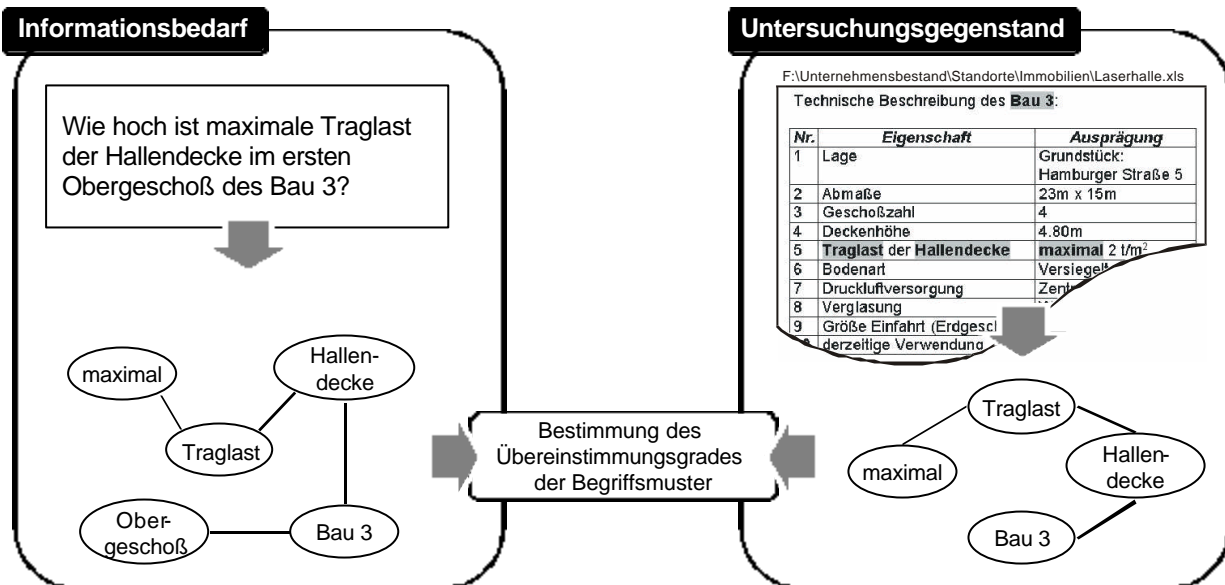 Informationsbedarf
Wie hoch ist maximale Traglast
der Hallendecke im ersten
Obergeschoß des Bau 3?
maximal
Hallen-
decke
Traglast
Ober-
geschoß
Bau 3
Bestimmung des
Übereinstimmungsgrades
der Begriffsmuster
Untersuchungsgegenstand
F:\Unternehmensbestand\Standorte\Immobilien\Laserhalle.xls
Technische Beschreibung des Bau 3:
Nr. Eigenschaft Ausprägung
1 Lage Grundstück:
Hamburger Straße 5
2 Abmaße 23m x 15m
3 Geschoßzahl 4
4 Deckenhöhe 4.80m
5 Traglast der Hallendecke maximal 2 t/m²
6 Bodenart
7 Druckluftversorgung
8 Verglasung
9 Größe Einfahrt
derzeitige Verwendung
Traglast
maximal
Hallen-
decke
Bau 3